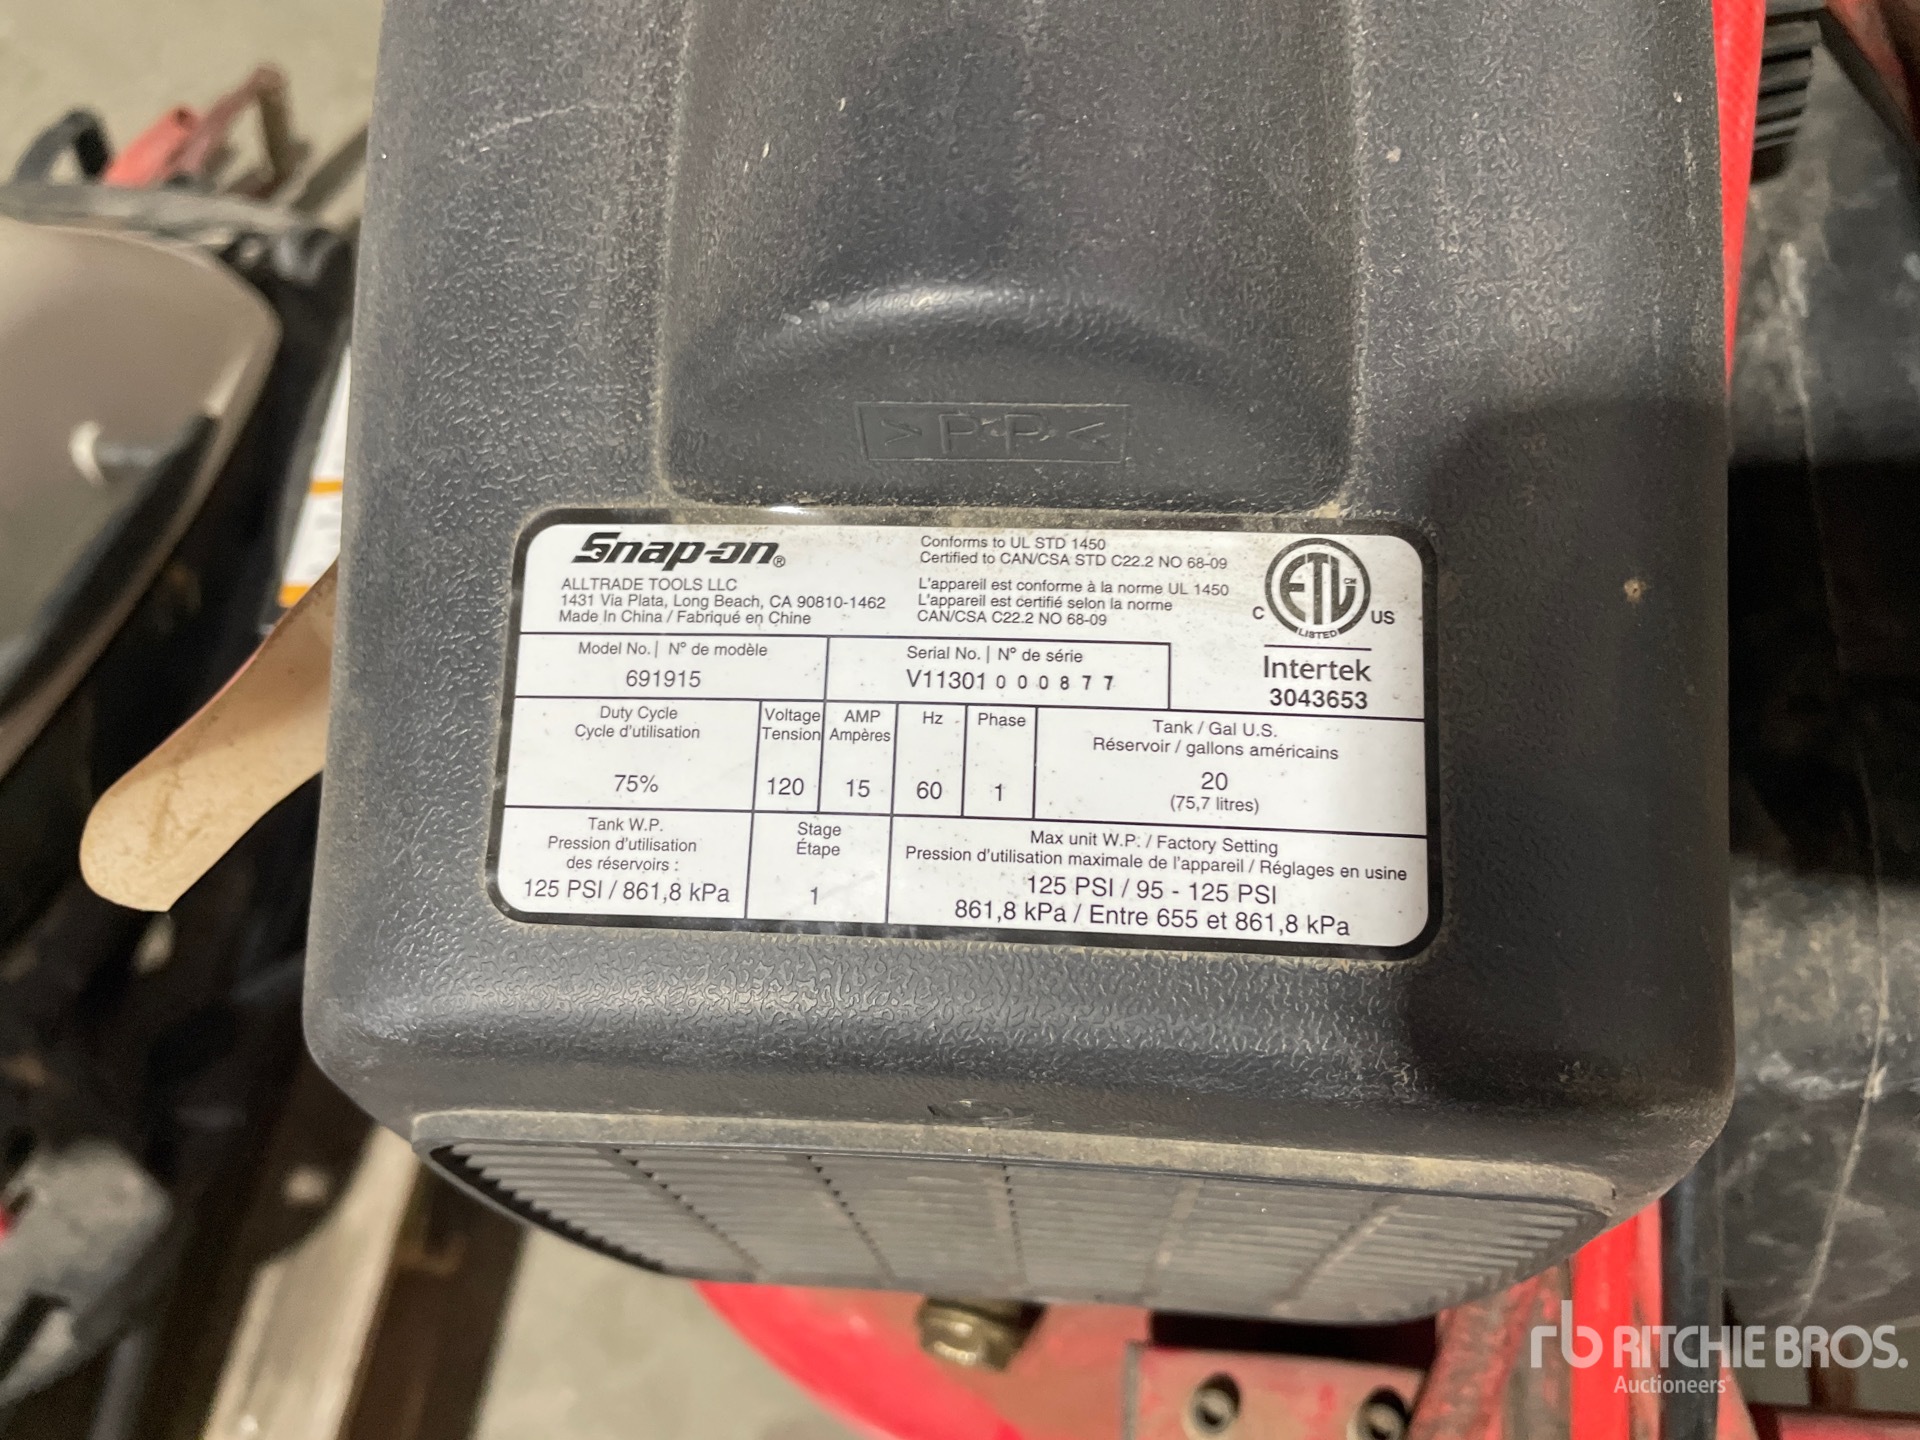 >PP<
Snap-on®
ALLTRADE TOOLS LLC
1431 Via Plata, Long Beach, CA 90810-1462
Made In China / Fabriqué en Chine
Conforms to UL STD 1450
Certified to CAN/CSA STD C22.2 NO 68-09
L'appareil est conforme à la norme UL 1450
L'appareil est certifié selon la norme
CAN/CSA C22.2 NO 68-09
ETL CM
LISTED
C US
Intertek
3043653
Model No. | N° de modèle
691915
Serial No. | N° de série
V11301000877
Duty Cycle
Cycle d'utilisation
75%
Voltage
Tension
120
AMP
Ampères
15
Hz
60
Phase
1
Tank / Gal U.S.
Réservoir / gallons américains
20
(75,7 litres)
Tank W.P.
Pression d'utilisation
des réservoirs :
125 PSI / 861,8 kPa
Stage
Étape
1
Max unit W.P. / Factory Setting
Pression d'utilisation maximale de l'appareil / Réglages en usine
125 PSI / 95 - 125 PSI
861,8 kPa / Entre 655 et 861,8 kPa
rb RITCHIE BROS.
Auctioneers